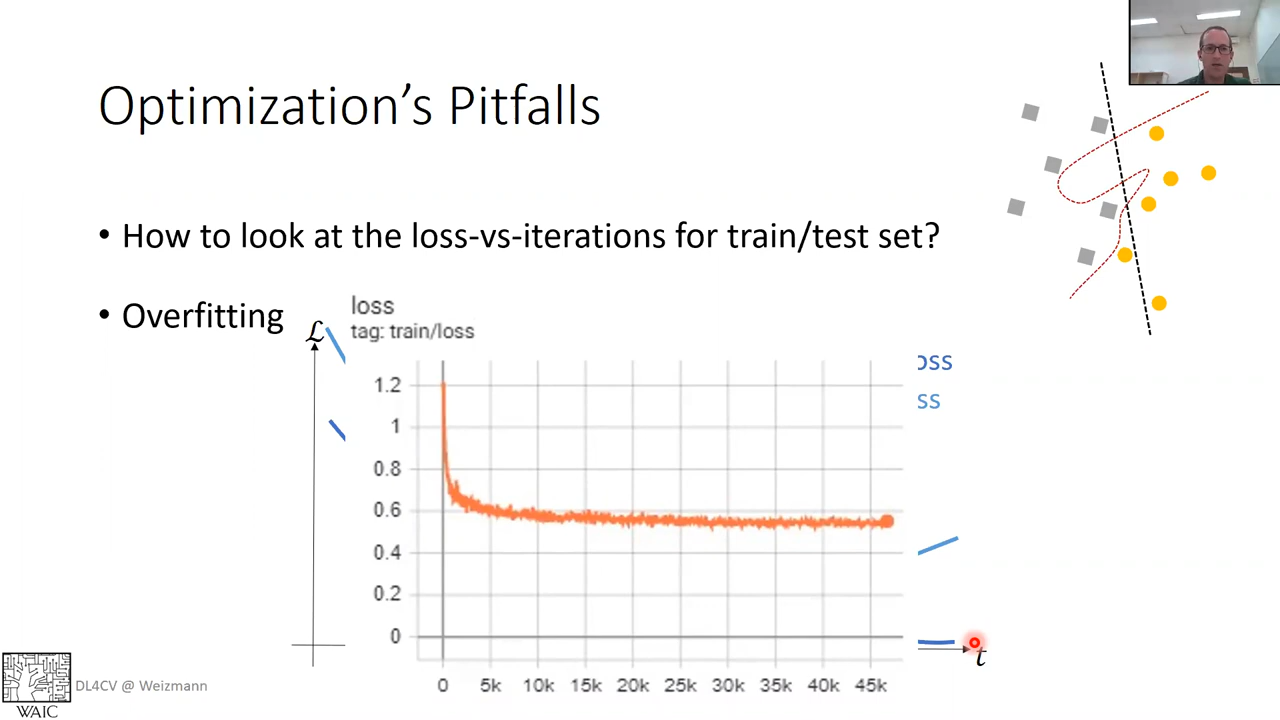 Optimization's Pitfalls
• How to look at the loss-vs-iterations for train/test set?
• Overfitting
ℒ
loss
tag: train/loss
oss
ss
1.2
1
0.8
0.6
0.4
0.2
0
0 5k 10k 15k 20k 25k 30k 35k 40k 45k
t
DL4CV @ Weizmann
WAIC